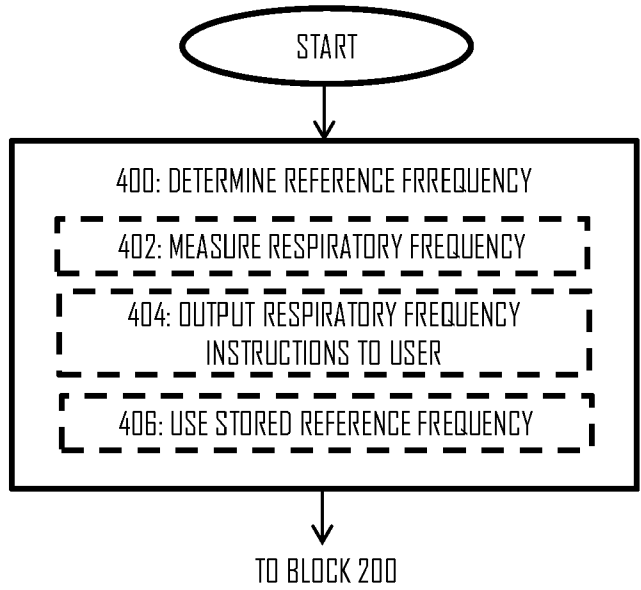 START
400: DETERMINE REFERENCE FRREQUENCY
402: MEASURE RESPIRATORY FREQUENCY
404: OUTPUT RESPIRATORY FREQUENCY
INSTRUCTIONS TO USER
406: USE STORED REFERENCE FREQUENCY
TO BLOCK 200